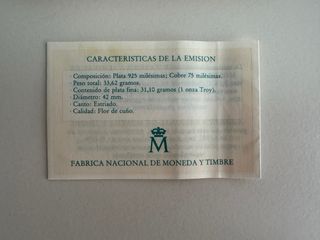 CARACTERISTICAS DE LA EMISION
· Composición: Plata 925 milésimas; Cobre 75 milésimas.
· Peso total: 33,62 gramos.
· Contenido de plata fina: 31,10 gramos (1 onza Troy).
· Diámetro: 42 mm.
· Canto: Estriado.
· Calidad: Flor de cuño.
M
FABRICA NACIONAL DE MONEDA Y TIMBRE